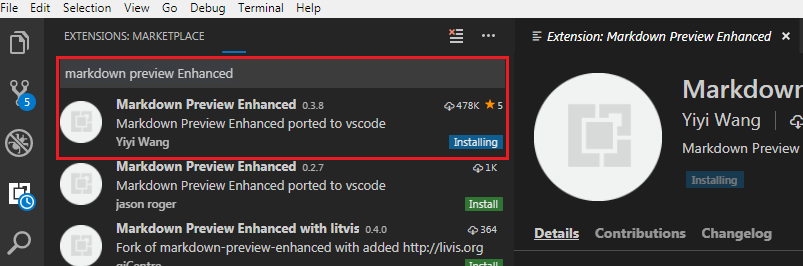 File Edit Selection View Go Debug Terminal Help
EXTENSIONS: MARKETPLACE
Extension: Markdown Preview Enhanced
markdown preview Enhanced
Markdown Preview Enhanced 0.3.8 478K 5
Markdown Preview Enhanced ported to vscode
Yiyi Wang Installing
Markdown Preview Enhanced 0.2.7 1K
Markdown Preview Enhanced ported to vscode
jason roger Install
Markdown Preview Enhanced with litvis 0.4.0 364
Fork of markdown-preview-enhanced with added http://livis.org
giCentre Install
5
Markdown
Yiyi Wang
Markdown Preview
Installing
Details Contributions Changelog